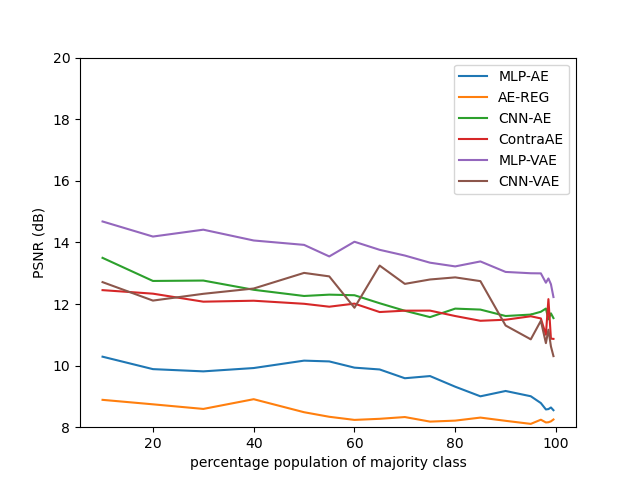 20
18
16
14
12
10
8
PSNR (dB)
MLP-AE
AE-REG
CNN-AE
ContraAE
MLP-VAE
CNN-VAE
20 40 60 80 100
percentage population of majority class